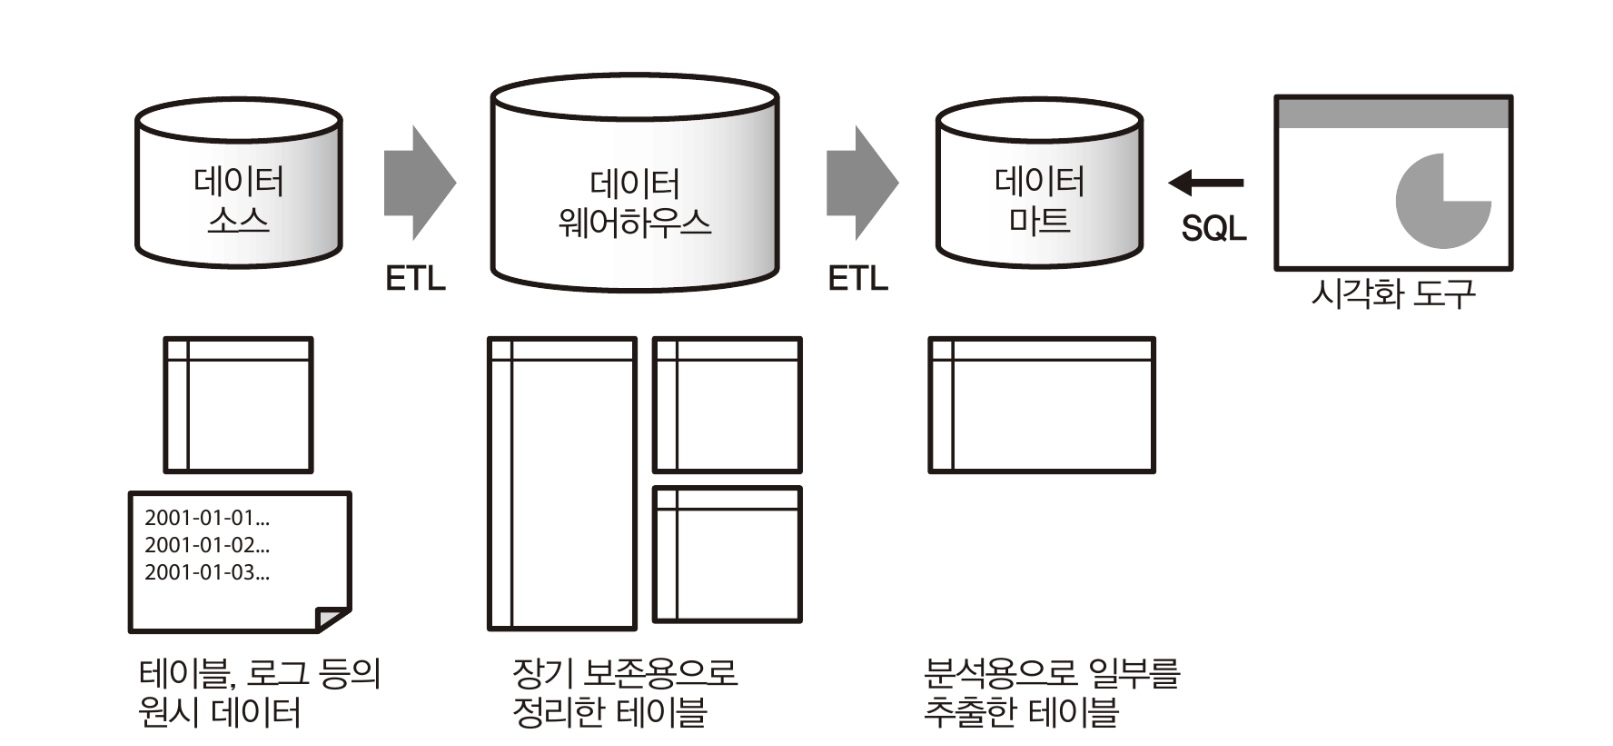 데이터
소스
ETL
데이터
웨어하우스
ETL
데이터
마트
SQL
시각화 도구
2001-01-01...
2001-01-02...
2001-01-03...
테이블, 로그 등의
원시 데이터
장기 보존용으로
정리한 테이블
분석용으로 일부를
추출한 테이블